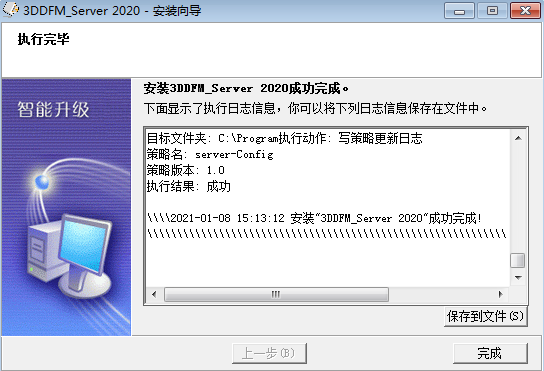 3DDFM_Server 2020 - 安装向导
执行完毕
智能升级
安装3DDFM_Server 2020成功完成。
下面显示了执行日志信息，你可以将下列日志信息保存在文件中。
目标文件夹: C:\Program执行动作: 写策略更新日志
策略名: server-Config
策略版本: 1.0
执行结果: 成功
\\\\2021-01-08 15:13:12 安装"3DDFM_Server 2020"成功完成!
\\\\\\\\\\\\\\\\\\\\\\\\\\\\\\\\\\\\\\\\\\\\\\\\\\\\\\\\\\\\
保存到文件(S)
上一步(B)
完成